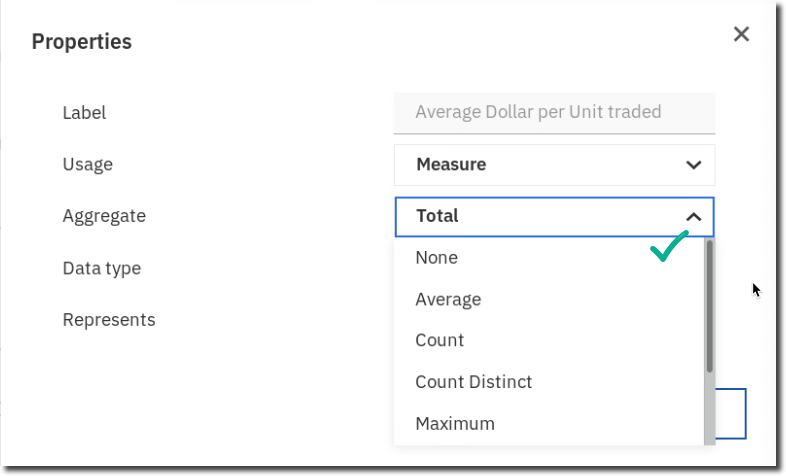 Properties
Label
Average Dollar per Unit traded
Usage
Measure
Aggregate
Total
None
Data type
Average
Represents
Count
Count Distinct
Maximum